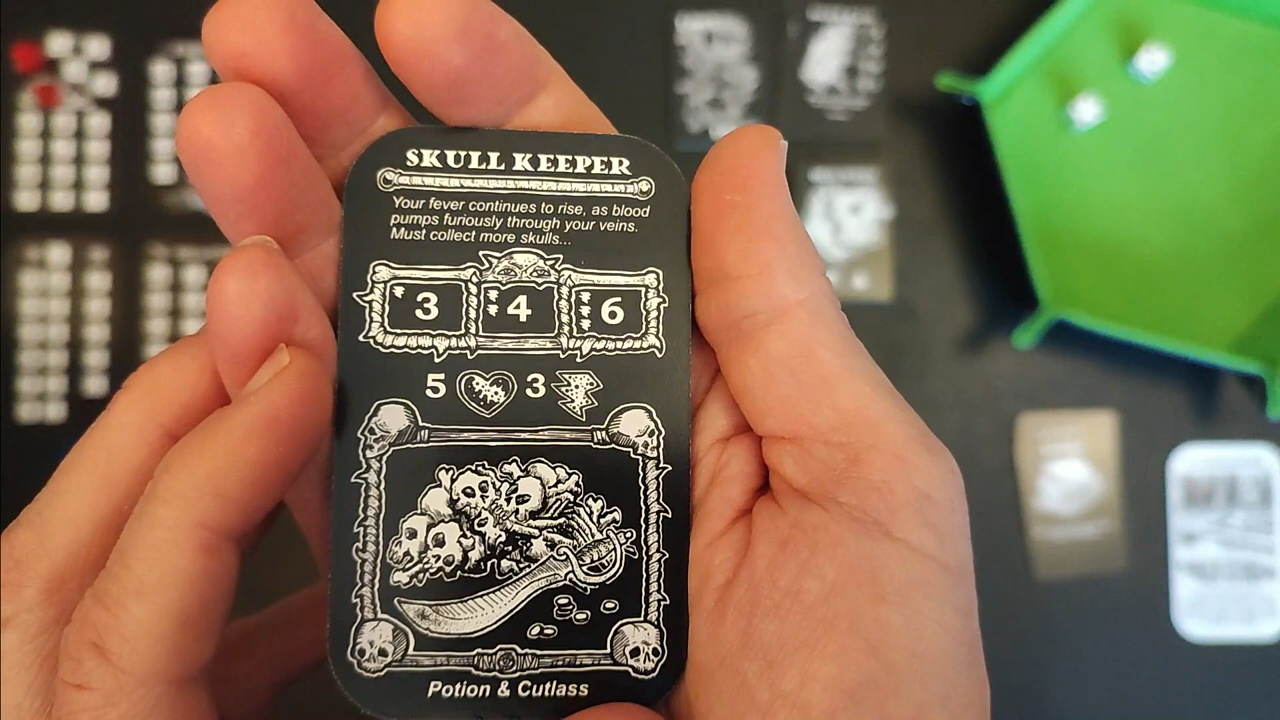 SKULL KEEPER
Your fever continues to rise, as blood
pumps furiously through your veins.
Must collect more skulls...
3 4 6
5 3
Potion & Cutlass